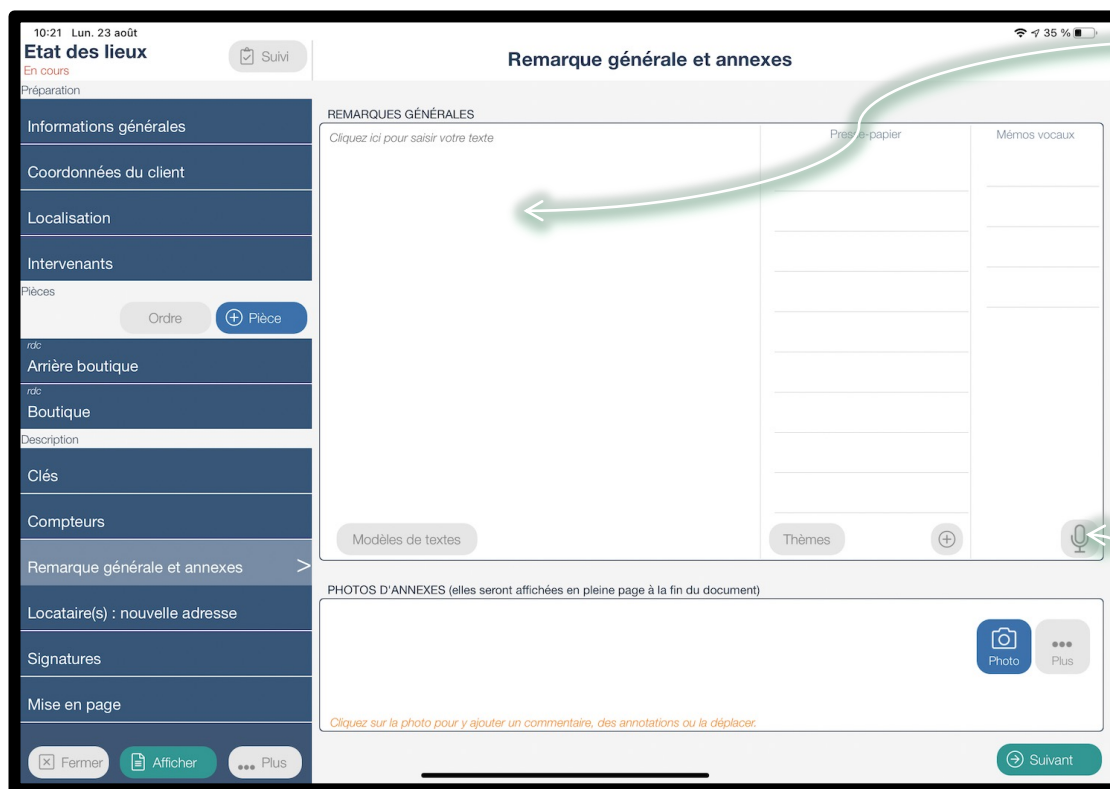 10:21 Lun. 23 août
35 %
Etat des lieux
En cours
Suivi
Remarque générale et annexes
Préparation
Informations générales
Coordonnées du client
Localisation
Intervenants
Pièces
Ordre
Pièce
rdc
Arrière boutique
rdc
Boutique
Description
Clés
Compteurs
Remarque générale et annexes >
Locataire(s) : nouvelle adresse
Signatures
Mise en page
Fermer
Afficher
Plus
REMARQUES GÉNÉRALES
Cliquez ici pour saisir votre texte
Presse-papier
Mémos vocaux
Modèles de textes
Thèmes
PHOTOS D'ANNEXES (elles seront affichées en pleine page à la fin du document)
Photo
Plus
Cliquez sur la photo pour y ajouter un commentaire, des annotations ou la déplacer.
Suivant